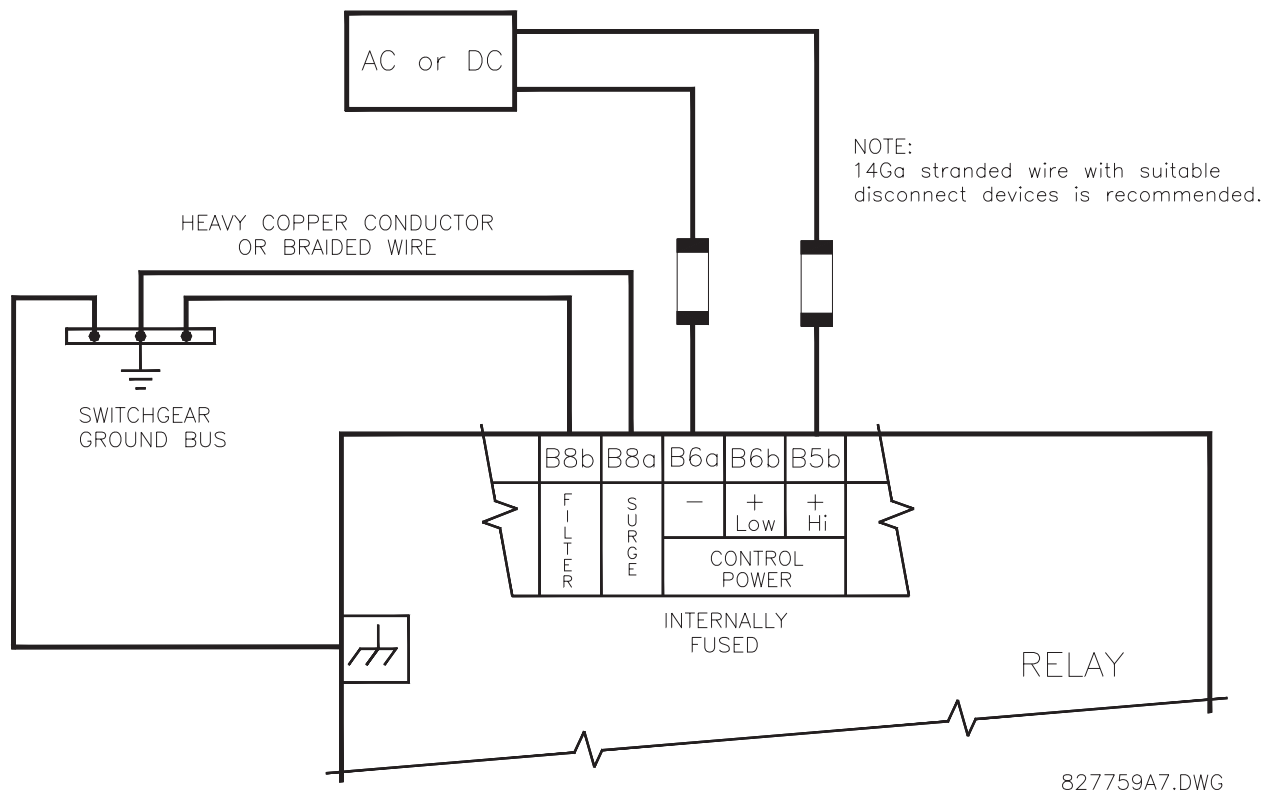 AC or DC
NOTE:
14Ga stranded wire with suitable
disconnect devices is recommended.
HEAVY COPPER CONDUCTOR
OR BRAIDED WIRE
SWITCHGEAR
GROUND BUS
B8b B8a B6a B6b B5b
FILTER
SURGE
−
+
Low
+
Hi
CONTROL
POWER
INTERNALLY
FUSED
RELAY
827759A7.DWG